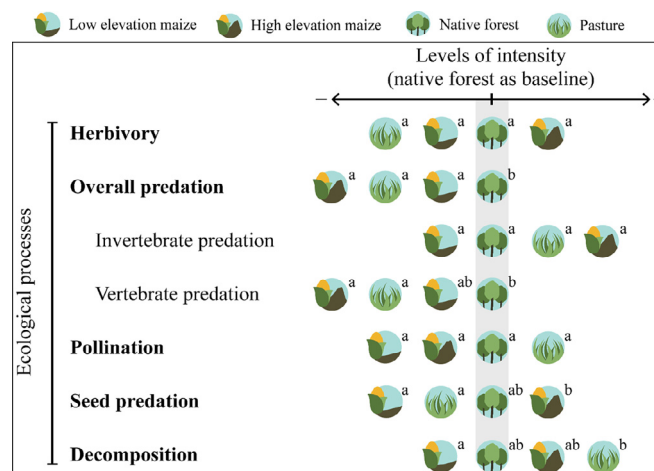 Low elevation maize High elevation maize Native forest Pasture
Levels of intensity
(native forest as baseline)
– +
Ecological processes
Herbivory a a a a
Overall predation a a a b
Invertebrate predation a a a a
Vertebrate predation a a ab b
Pollination a a a a
Seed predation a a ab b
Decomposition a ab ab b